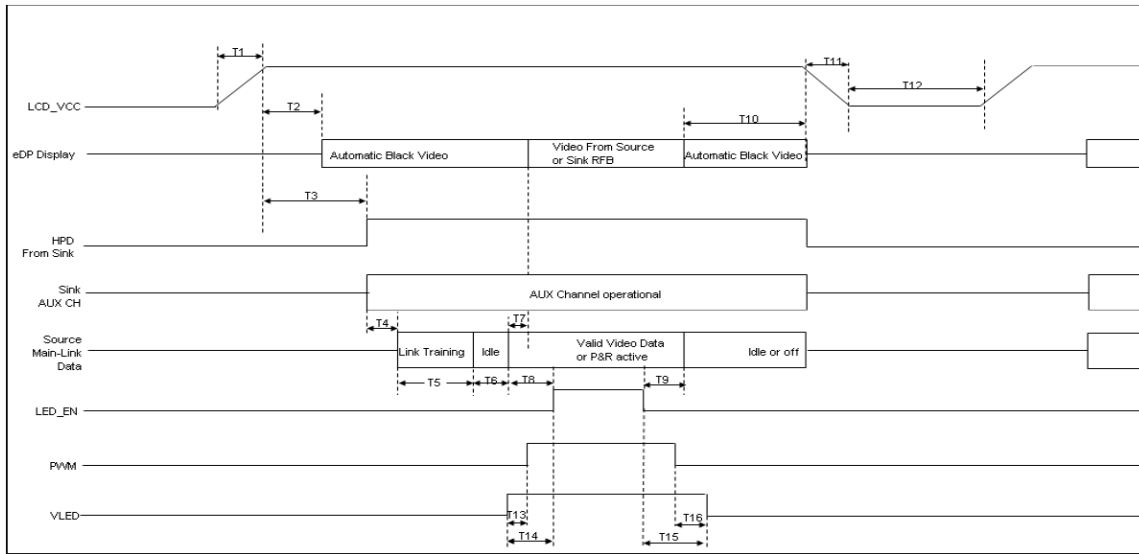 T1
T11
LCD_VCC
T2
T12
T10
eDP Display
Automatic Black Video
Video From Source
or Sink RFB
Automatic Black Video
T3
HPD
From Sink
Sink
AUX CH
AUX Channel operational
T4
T7
Source
Main-Link
Data
Link Training
Idle
Valid Video Data
or P&R active
Idle or off
T5
T6
T8
T9
LED_EN
PWM
VLED
T13
T14
T16
T15